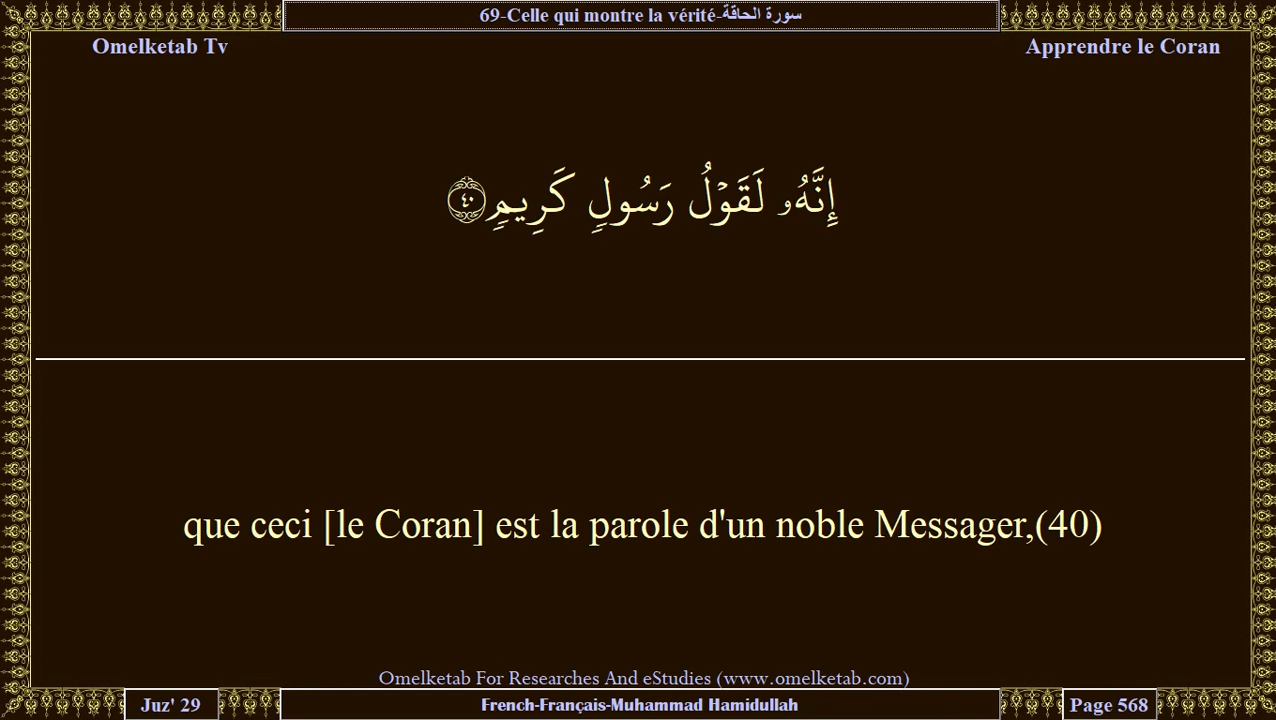 69-Celle qui montre la vérité-سورة الحاقة
Omelketab Tv
Apprendre le Coran
إِنَّهُۥ لَقَوْلُ رَسُولٍ كَرِيمٍ ٤٠
que ceci [le Coran] est la parole d'un noble Messager,(40)
Omelketab For Researches And eStudies (www.omelketab.com)
Juz' 29
French-Français-Muhammad Hamidullah
Page 568